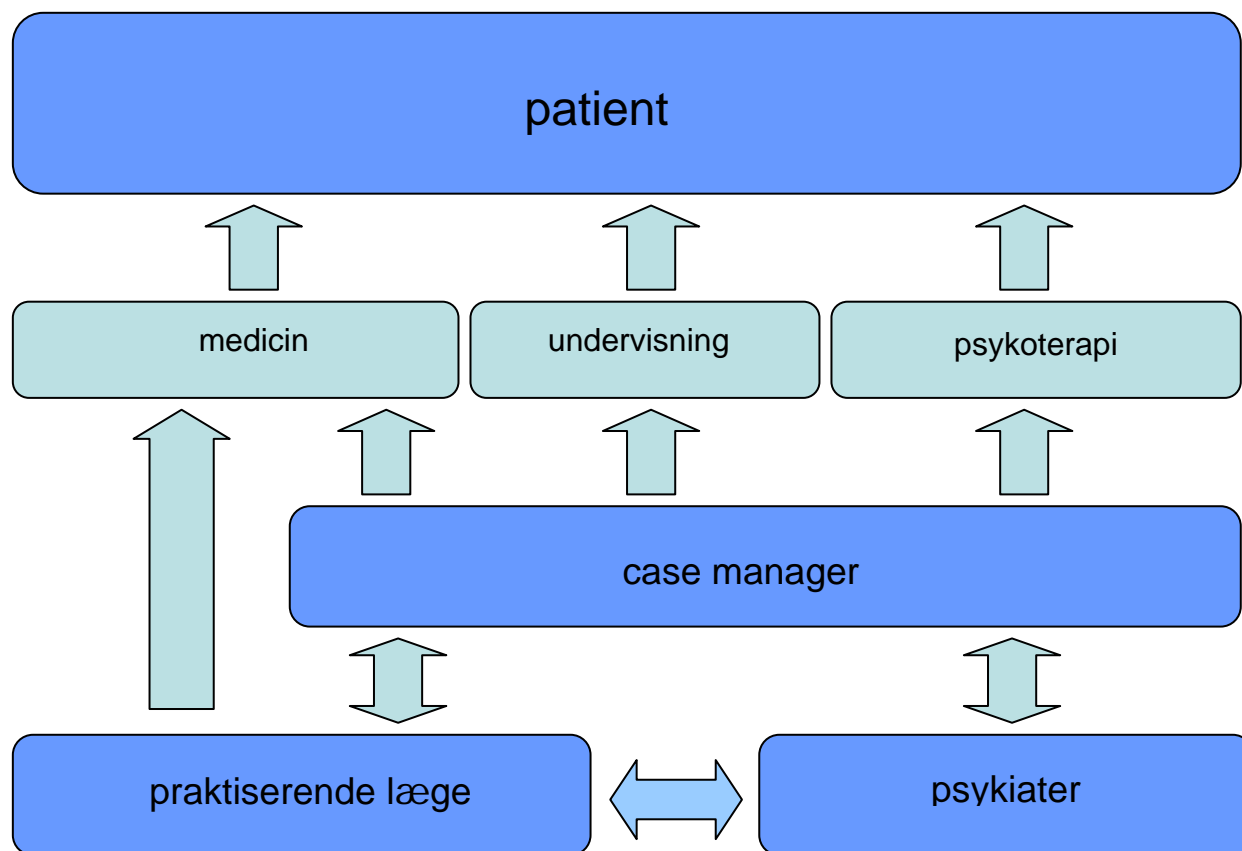 patient
medicin
undervisning
psykoterapi
case manager
praktiserende læge
psykiater